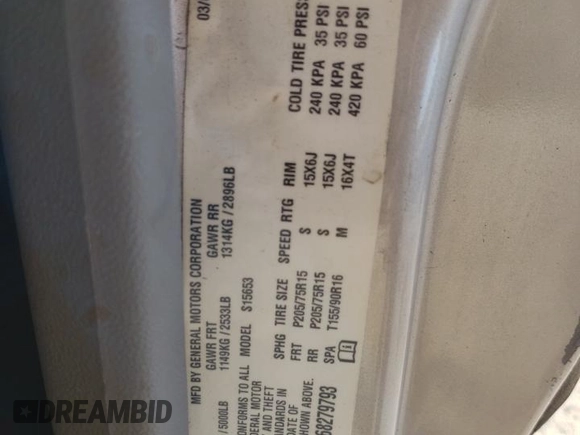 03/
MFD BY GENERAL MOTORS CORPORATION
GAWR FRT GAWR RR
/ 5000LB 1149KG / 2533LB 1314KG / 2896LB
CONFORMS TO ALL MODEL S15653
MOTOR
AND THEFT
STANDARDS IN
DATE OF
SHOWN ABOVE.
68279793
SPHG TIRE SIZE SPEED RTG RIM COLD TIRE PRES
FRT P205/75R15 S 15X6J 240 KPA 35 PSI
RR P205/75R15 S 15X6J 240 KPA 35 PSI
SPA T155/90R16 M 16X4T 420 KPA 60 PSI
DREAMBID